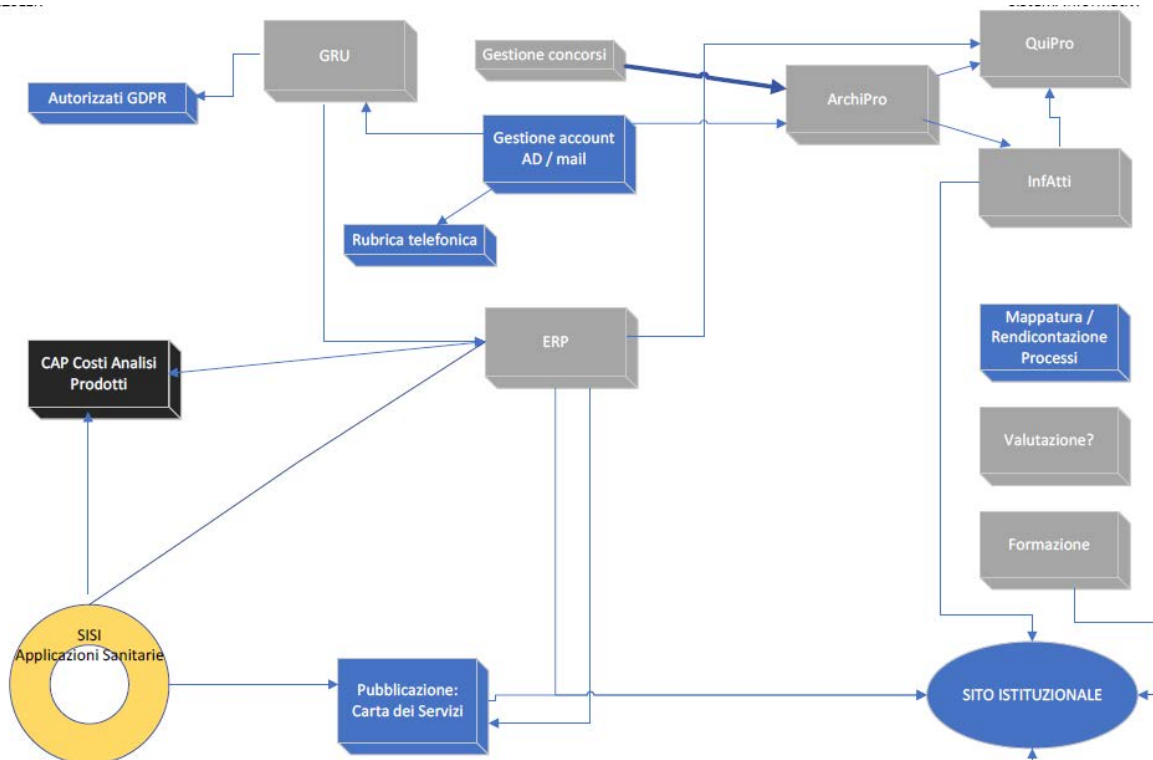 GRU
Gestione concorsi
QuiPro
Autorizzati GDPR
ArchiPro
Gestione account
AD / mail
InfAtti
Rubrica telefonica
Mappatura /
Rendicontazione
Processi
ERP
CAP Costi Analisi
Prodotti
Valutazione?
Formazione
SISI
Applicazioni Sanitarie
Pubblicazione:
Carta dei Servizi
SITO ISTITUZIONALE